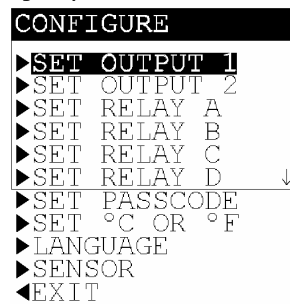 CONFIGURE
►SET OUTPUT 1
►SET OUTPUT 2
►SET RELAY A
►SET RELAY B
►SET RELAY C
►SET RELAY D ↓
►SET PASSCODE
►SET °C OR °F
►LANGUAGE
►SENSOR
◄EXIT